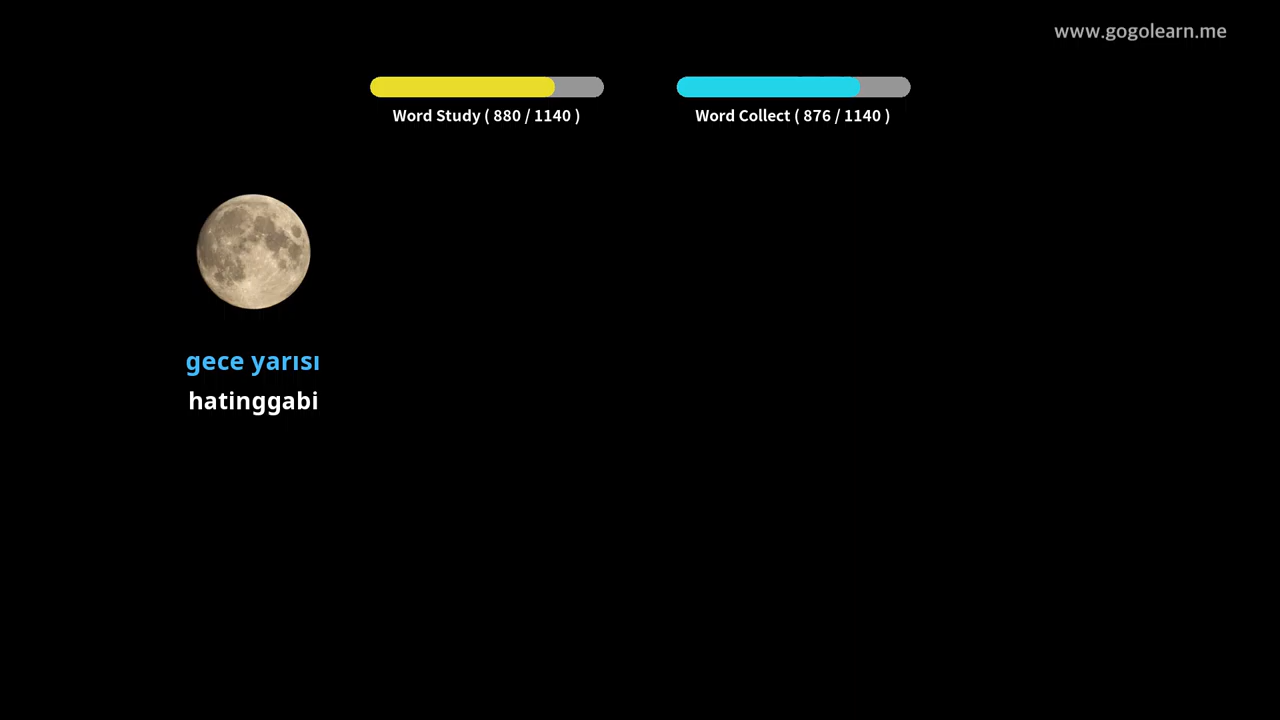 www.gogolearn.me
Word Study ( 880 / 1140 )
Word Collect ( 876 / 1140 )
gece yarısı
hatinggabi